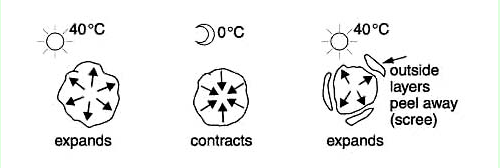 40°C
0°C
40°C
outside
layers
peel away
(scree)
expands
contracts
expands